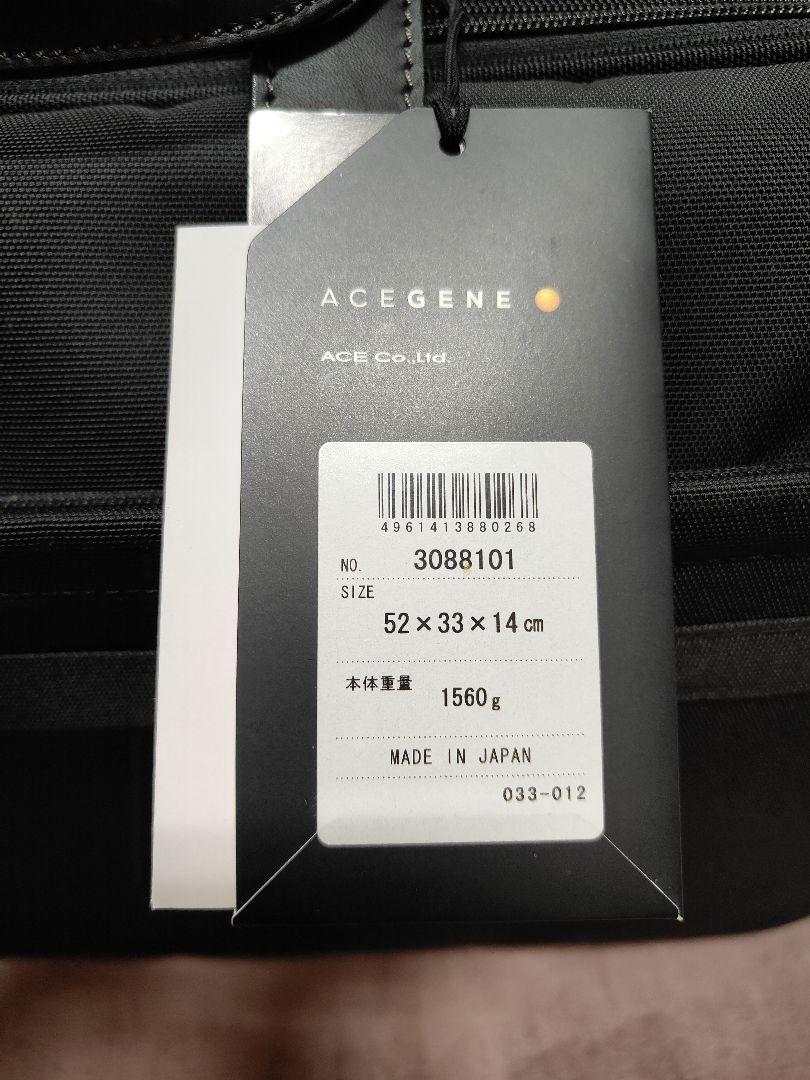 ACEGENE
ACE Co.,Ltd.
4961413880268
NO. 3088101
SIZE
52×33×14cm
本体重量 1560g
MADE IN JAPAN
033-012